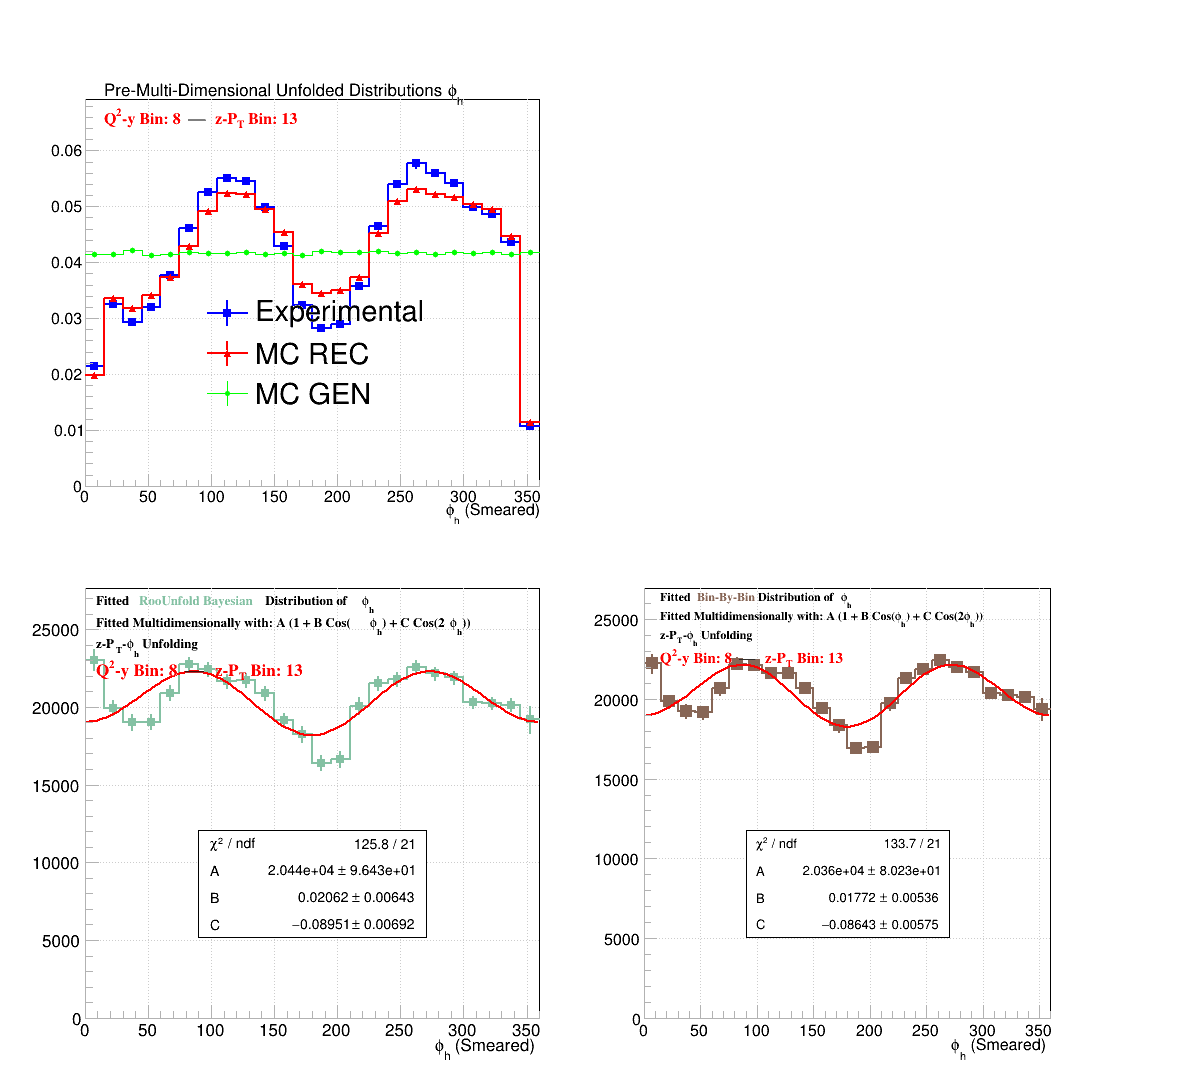 Pre-Multi-Dimensional Unfolded Distributions ϕh
Q²-y Bin: 8 — z-PT Bin: 13
0.06
0.05
0.04
0.03
0.02
0.01
0
Experimental
MC REC
MC GEN
0 50 100 150 200 250 300 350
ϕh (Smeared)
Fitted RooUnfold Bayesian Distribution of ϕh
Fitted Multidimensionally with: A (1 + B Cos( ϕh) + C Cos(2 ϕh))
z-PT-ϕh Unfolding
Q²-y Bin: 8 — z-PT Bin: 13
25000
20000
15000
10000
5000
0
χ² / ndf 125.8 / 21
A 2.044e+04 ± 9.643e+01
B 0.02062 ± 0.00643
C −0.08951 ± 0.00692
0 50 100 150 200 250 300 350
ϕh (Smeared)
Fitted Bin-By-Bin Distribution of ϕh
Fitted Multidimensionally with: A (1 + B Cos(ϕh) + C Cos(2ϕh))
z-PT-ϕh Unfolding
Q²-y Bin: 8 — z-PT Bin: 13
25000
20000
15000
10000
5000
0
χ² / ndf 133.7 / 21
A 2.036e+04 ± 8.023e+01
B 0.01772 ± 0.00536
C −0.08643 ± 0.00575
0 50 100 150 200 250 300 350
ϕh (Smeared)